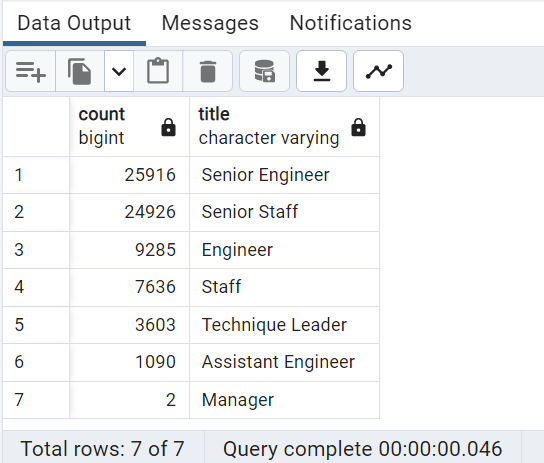 Data Output Messages Notifications
count title
bigint character varying
1 25916 Senior Engineer
2 24926 Senior Staff
3 9285 Engineer
4 7636 Staff
5 3603 Technique Leader
6 1090 Assistant Engineer
7 2 Manager
Total rows: 7 of 7 Query complete 00:00:00.046